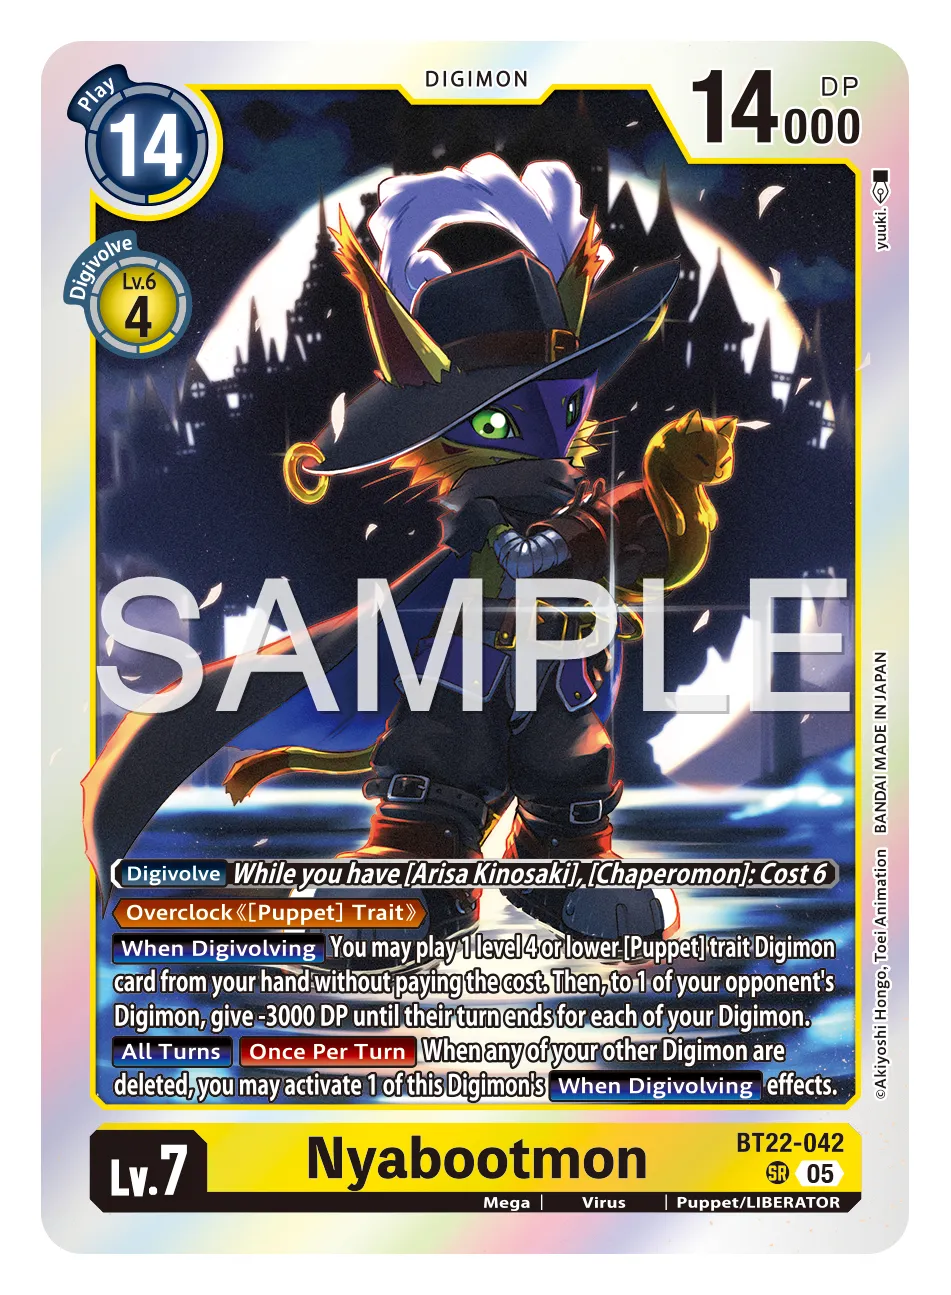 DIGIMON
Play
14
DP
14000
yuuki.
Digivolve
Lv.6
4
SAMPLE
Digivolve While you have [Arisa Kinosaki], [Chaperomon]: Cost 6
Overclock《[Puppet] Trait》
When Digivolving You may play 1 level 4 or lower [Puppet] trait Digimon
card from your hand without paying the cost. Then, to 1 of your opponent's
Digimon, give -3000 DP until their turn ends for each of your Digimon.
All Turns Once Per Turn When any of your other Digimon are
deleted, you may activate 1 of this Digimon's When Digivolving effects.
©Akiyoshi Hongo, Toei Animation BANDAI MADE IN JAPAN
Lv.7
Nyabootmon
BT22-042
SR 05
Mega | Virus | Puppet/LIBERATOR